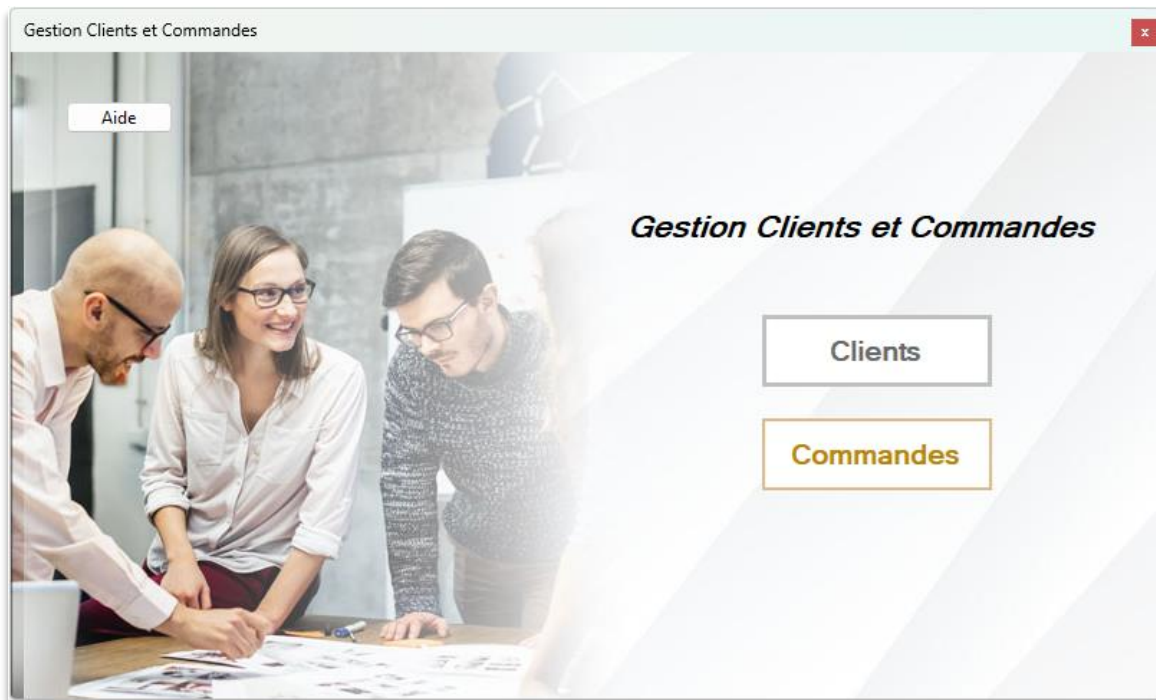 Gestion Clients et Commandes
x
Aide
Gestion Clients et Commandes
Clients
Commandes